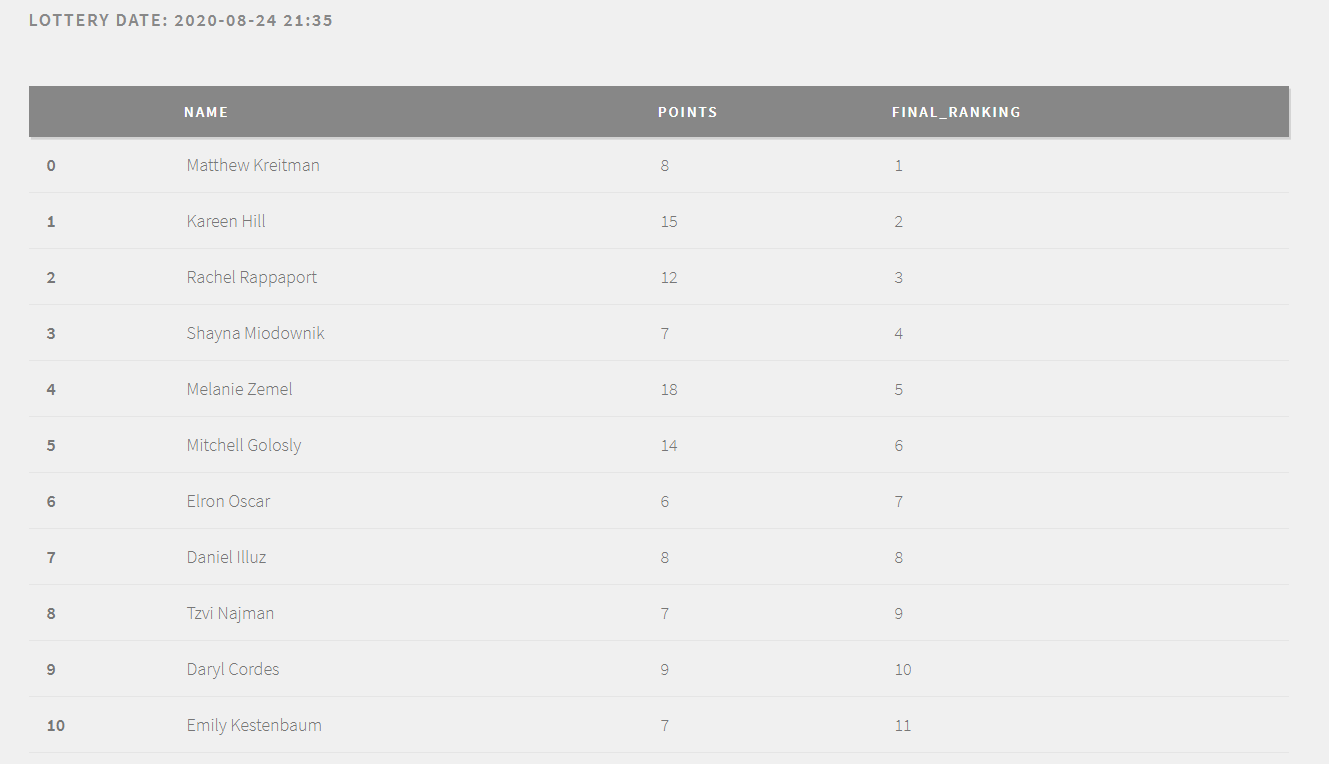 LOTTERY DATE: 2020-08-24 21:35
NAME POINTS FINAL_RANKING
0 Matthew Kreitman 8 1
1 Kareen Hill 15 2
2 Rachel Rappaport 12 3
3 Shayna Miodownik 7 4
4 Melanie Zemel 18 5
5 Mitchell Golosly 14 6
6 Elron Oscar 6 7
7 Daniel Illuz 8 8
8 Tzvi Najman 7 9
9 Daryl Cordes 9 10
10 Emily Kestenbaum 7 11